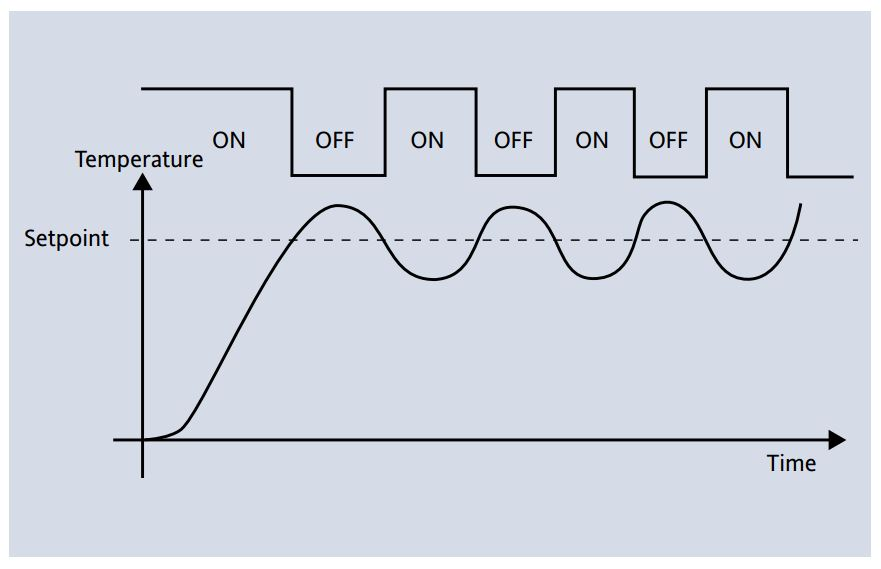 ON OFF ON OFF ON OFF ON
Temperature
Setpoint
Time